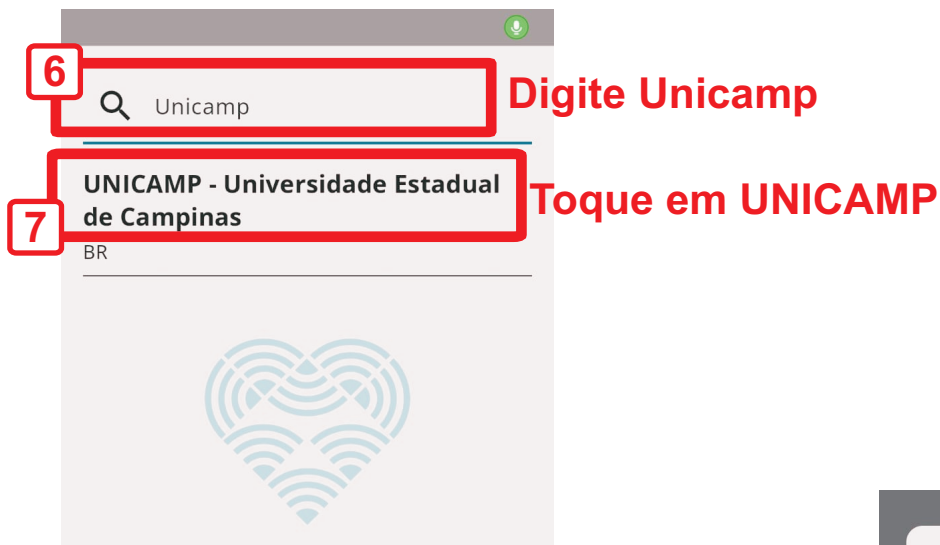 6
Unicamp
Digite Unicamp
UNICAMP - Universidade Estadual
de Campinas
7
Toque em UNICAMP
BR